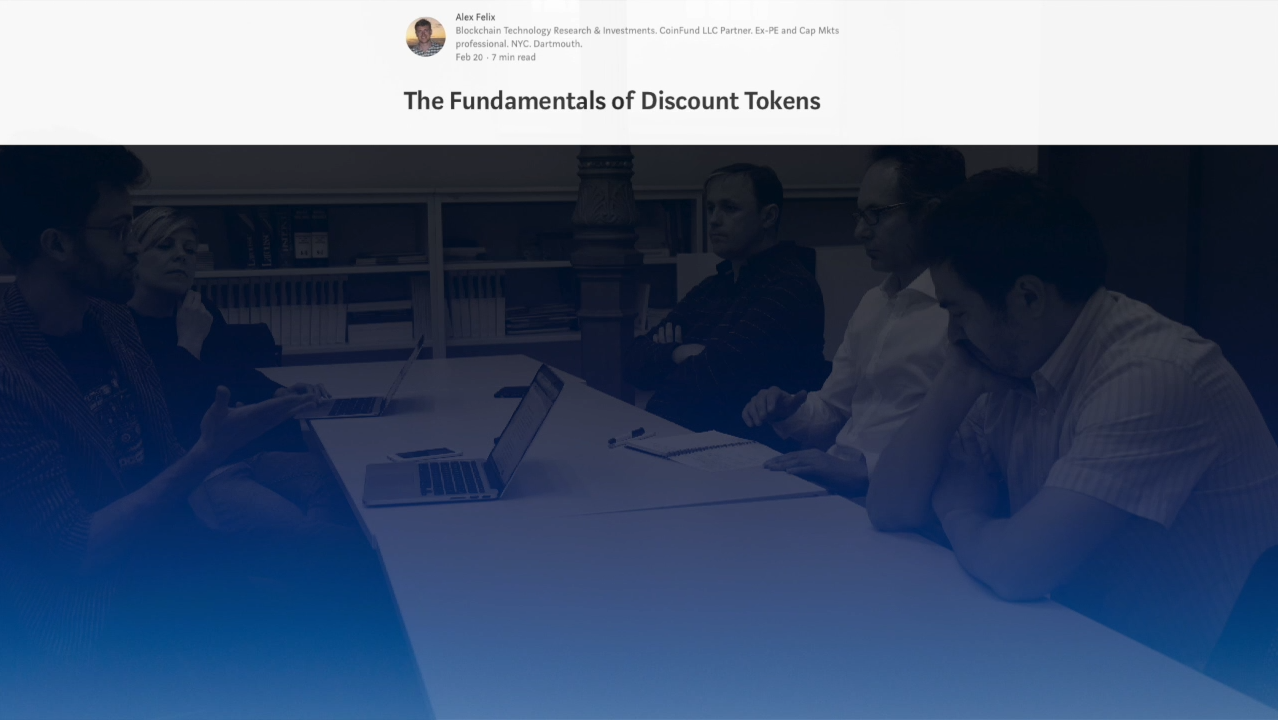 Alex Felix
Blockchain Technology Research & Investments. CoinFund LLC Partner. Ex-PE and Cap Mkts
professional. NYC. Dartmouth.
Feb 20 · 7 min read
The Fundamentals of Discount Tokens